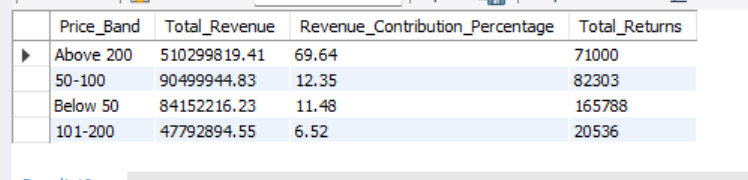 Price_Band Total_Revenue Revenue_Contribution_Percentage Total_Returns
Above 200 510299819.41 69.64 71000
50-100 90499944.83 12.35 82303
Below 50 84152216.23 11.48 165788
101-200 47792894.55 6.52 20536